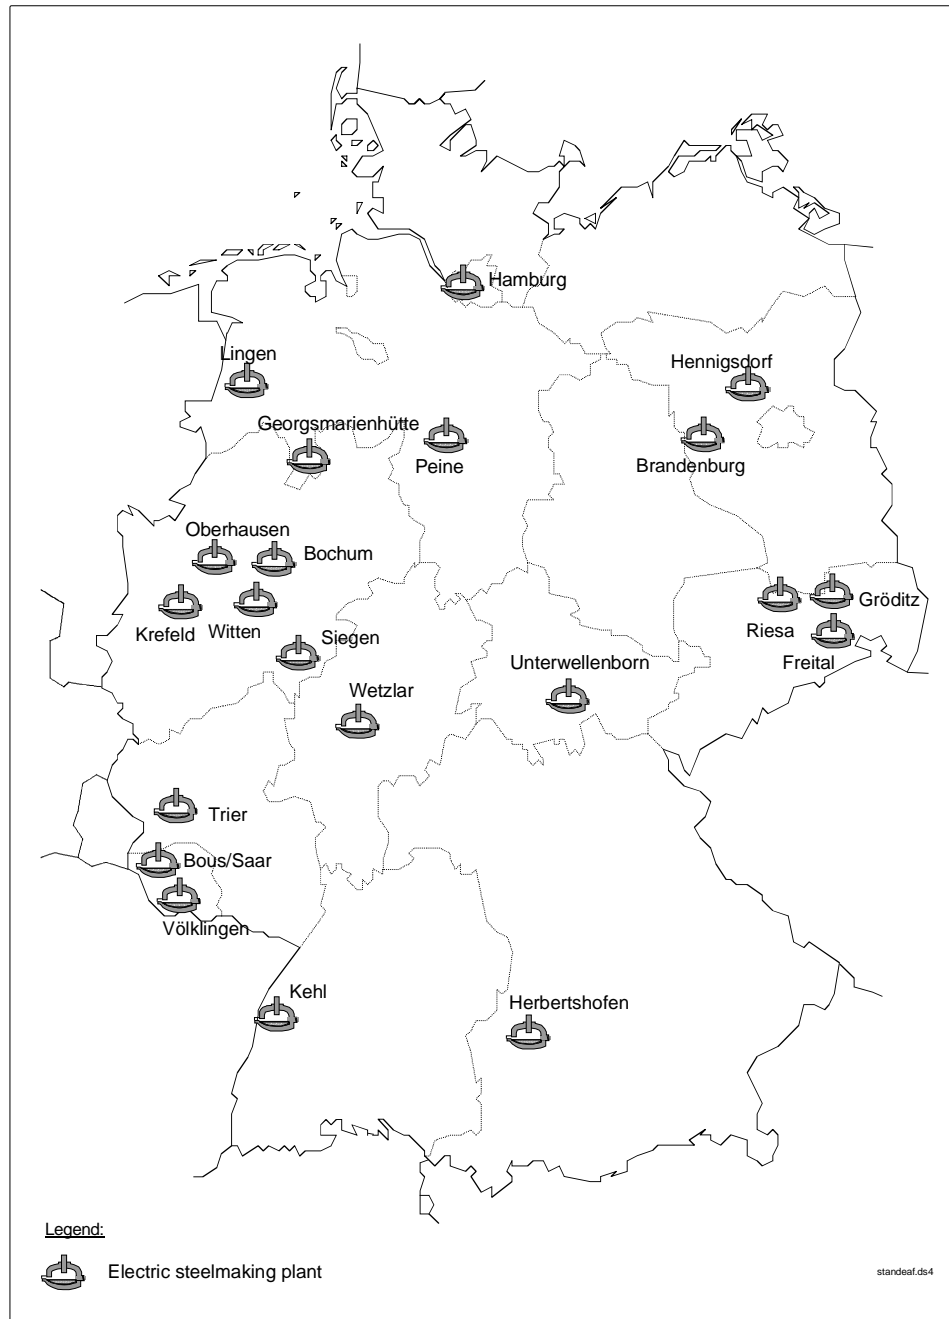 Hamburg
Lingen
Hennigsdorf
Georgsmarienhütte
Peine
Brandenburg
Oberhausen
Bochum
Gröditz
Krefeld
Witten
Riesa
Siegen
Unterwellenborn
Freital
Wetzlar
Trier
Bous/Saar
Völklingen
Kehl
Herbertshofen
Legend:
Electric steelmaking plant
standeaf.ds4